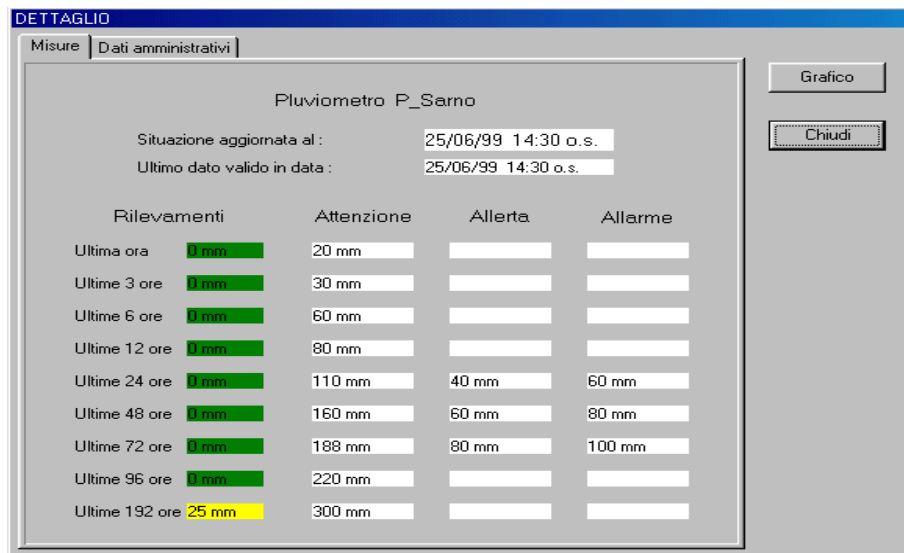 DETTAGLIO
Misure Dati amministrativi
Grafico
Pluviometro P_Sarno
Chiudi
Situazione aggiornata al : 25/06/99 14:30 o.s.
Ultimo dato valido in data : 25/06/99 14:30 o.s.
Rilevamenti Attenzione Allerta Allarme
Ultima ora 0 mm 20 mm
Ultime 3 ore 0 mm 30 mm
Ultime 6 ore 0 mm 60 mm
Ultime 12 ore 0 mm 80 mm
Ultime 24 ore 0 mm 110 mm 40 mm 60 mm
Ultime 48 ore 0 mm 160 mm 60 mm 80 mm
Ultime 72 ore 0 mm 188 mm 80 mm 100 mm
Ultime 96 ore 0 mm 220 mm
Ultime 192 ore 25 mm 300 mm